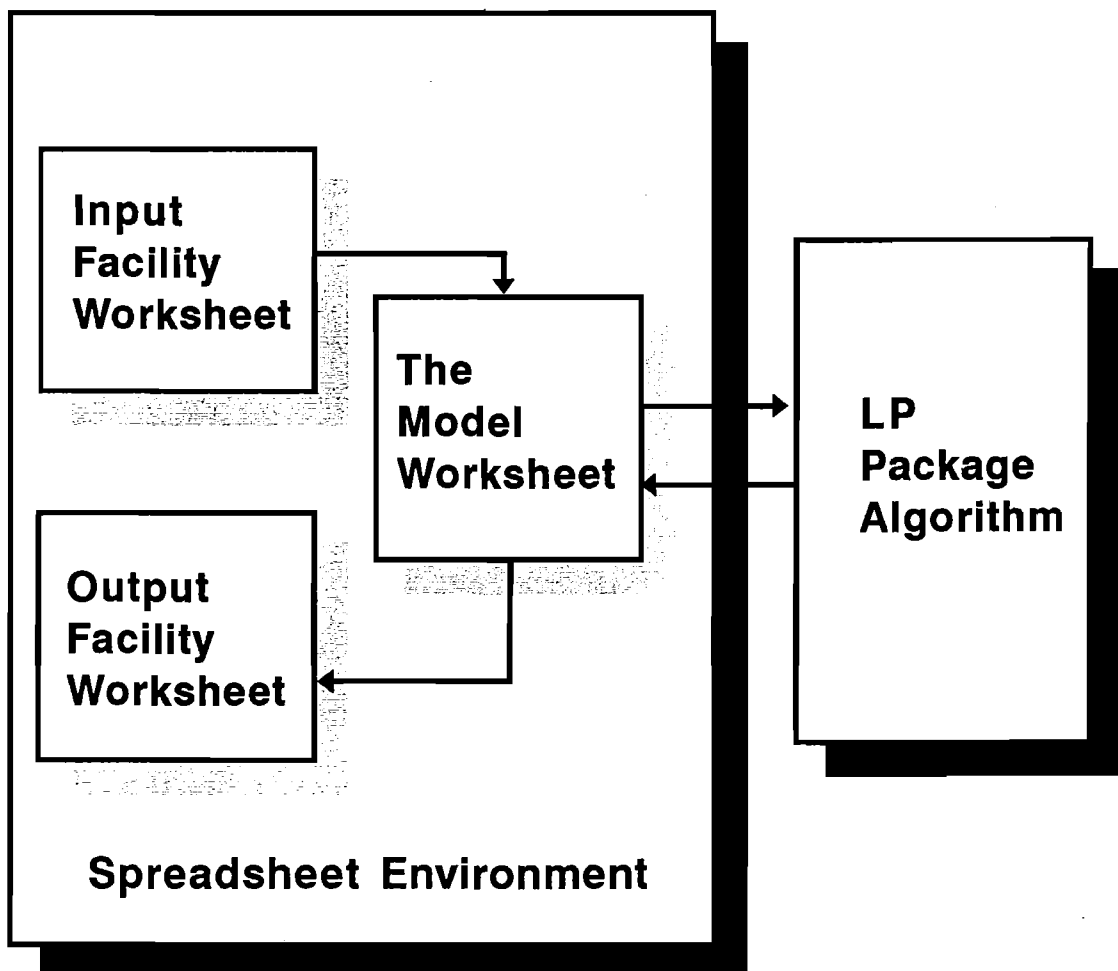 Input
Facility
Worksheet
The
Model
Worksheet
LP
Package
Algorithm
Output
Facility
Worksheet
Spreadsheet Environment